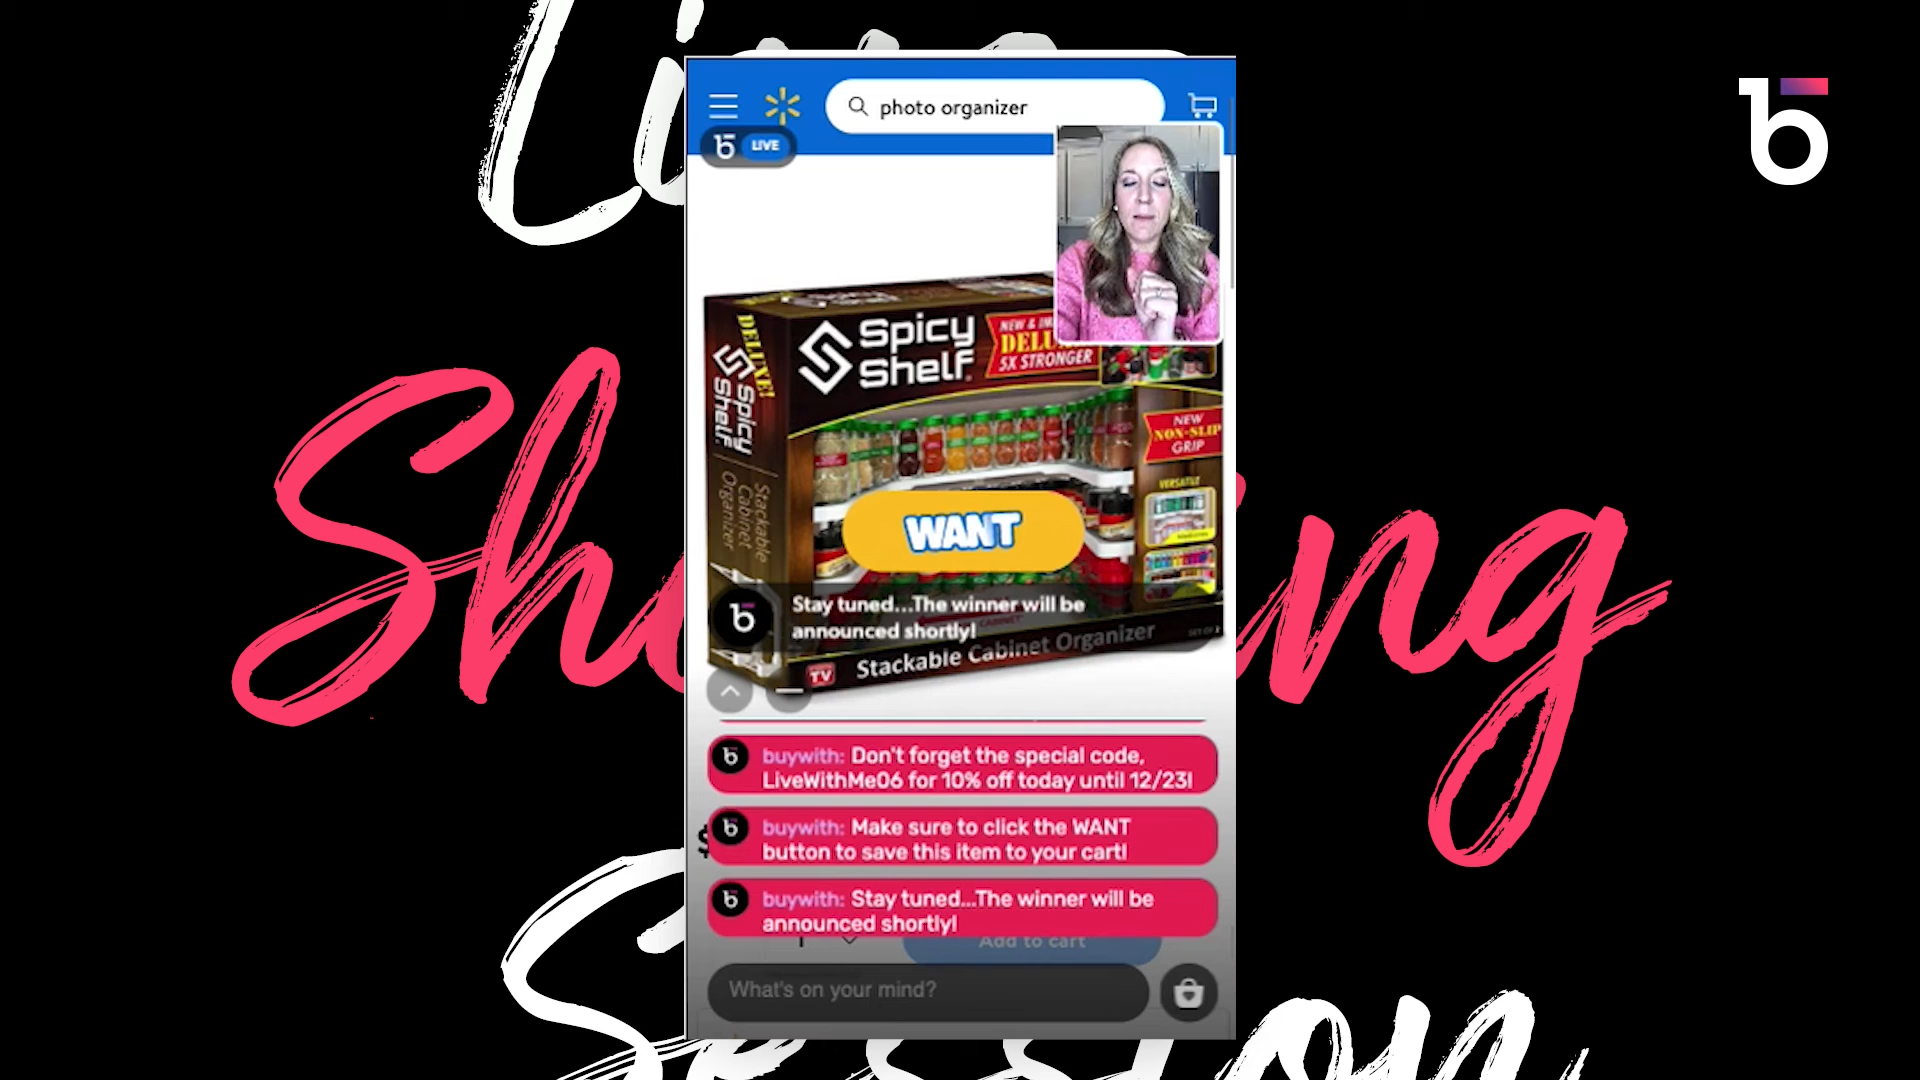 Live
photo organizer
LIVE
Spicy
Shelf
NEW &
5X STRONGER
DELUXE!
Spicy
Shelf
Stackable
Cabinet
Organizer
NEW
NON-SLIP
GRIP
VERSATILE
WANT
Stay tuned...The winner will be
announced shortly!
Stackable Cabinet Organizer
TV
buywith: Don't forget the special code,
LiveWithMe06 for 10% off today until 12/23!
buywith: Make sure to click the WANT
button to save this item to your cart!
$
buywith: Stay tuned...The winner will be
announced shortly!
Add to cart
What's on your mind?